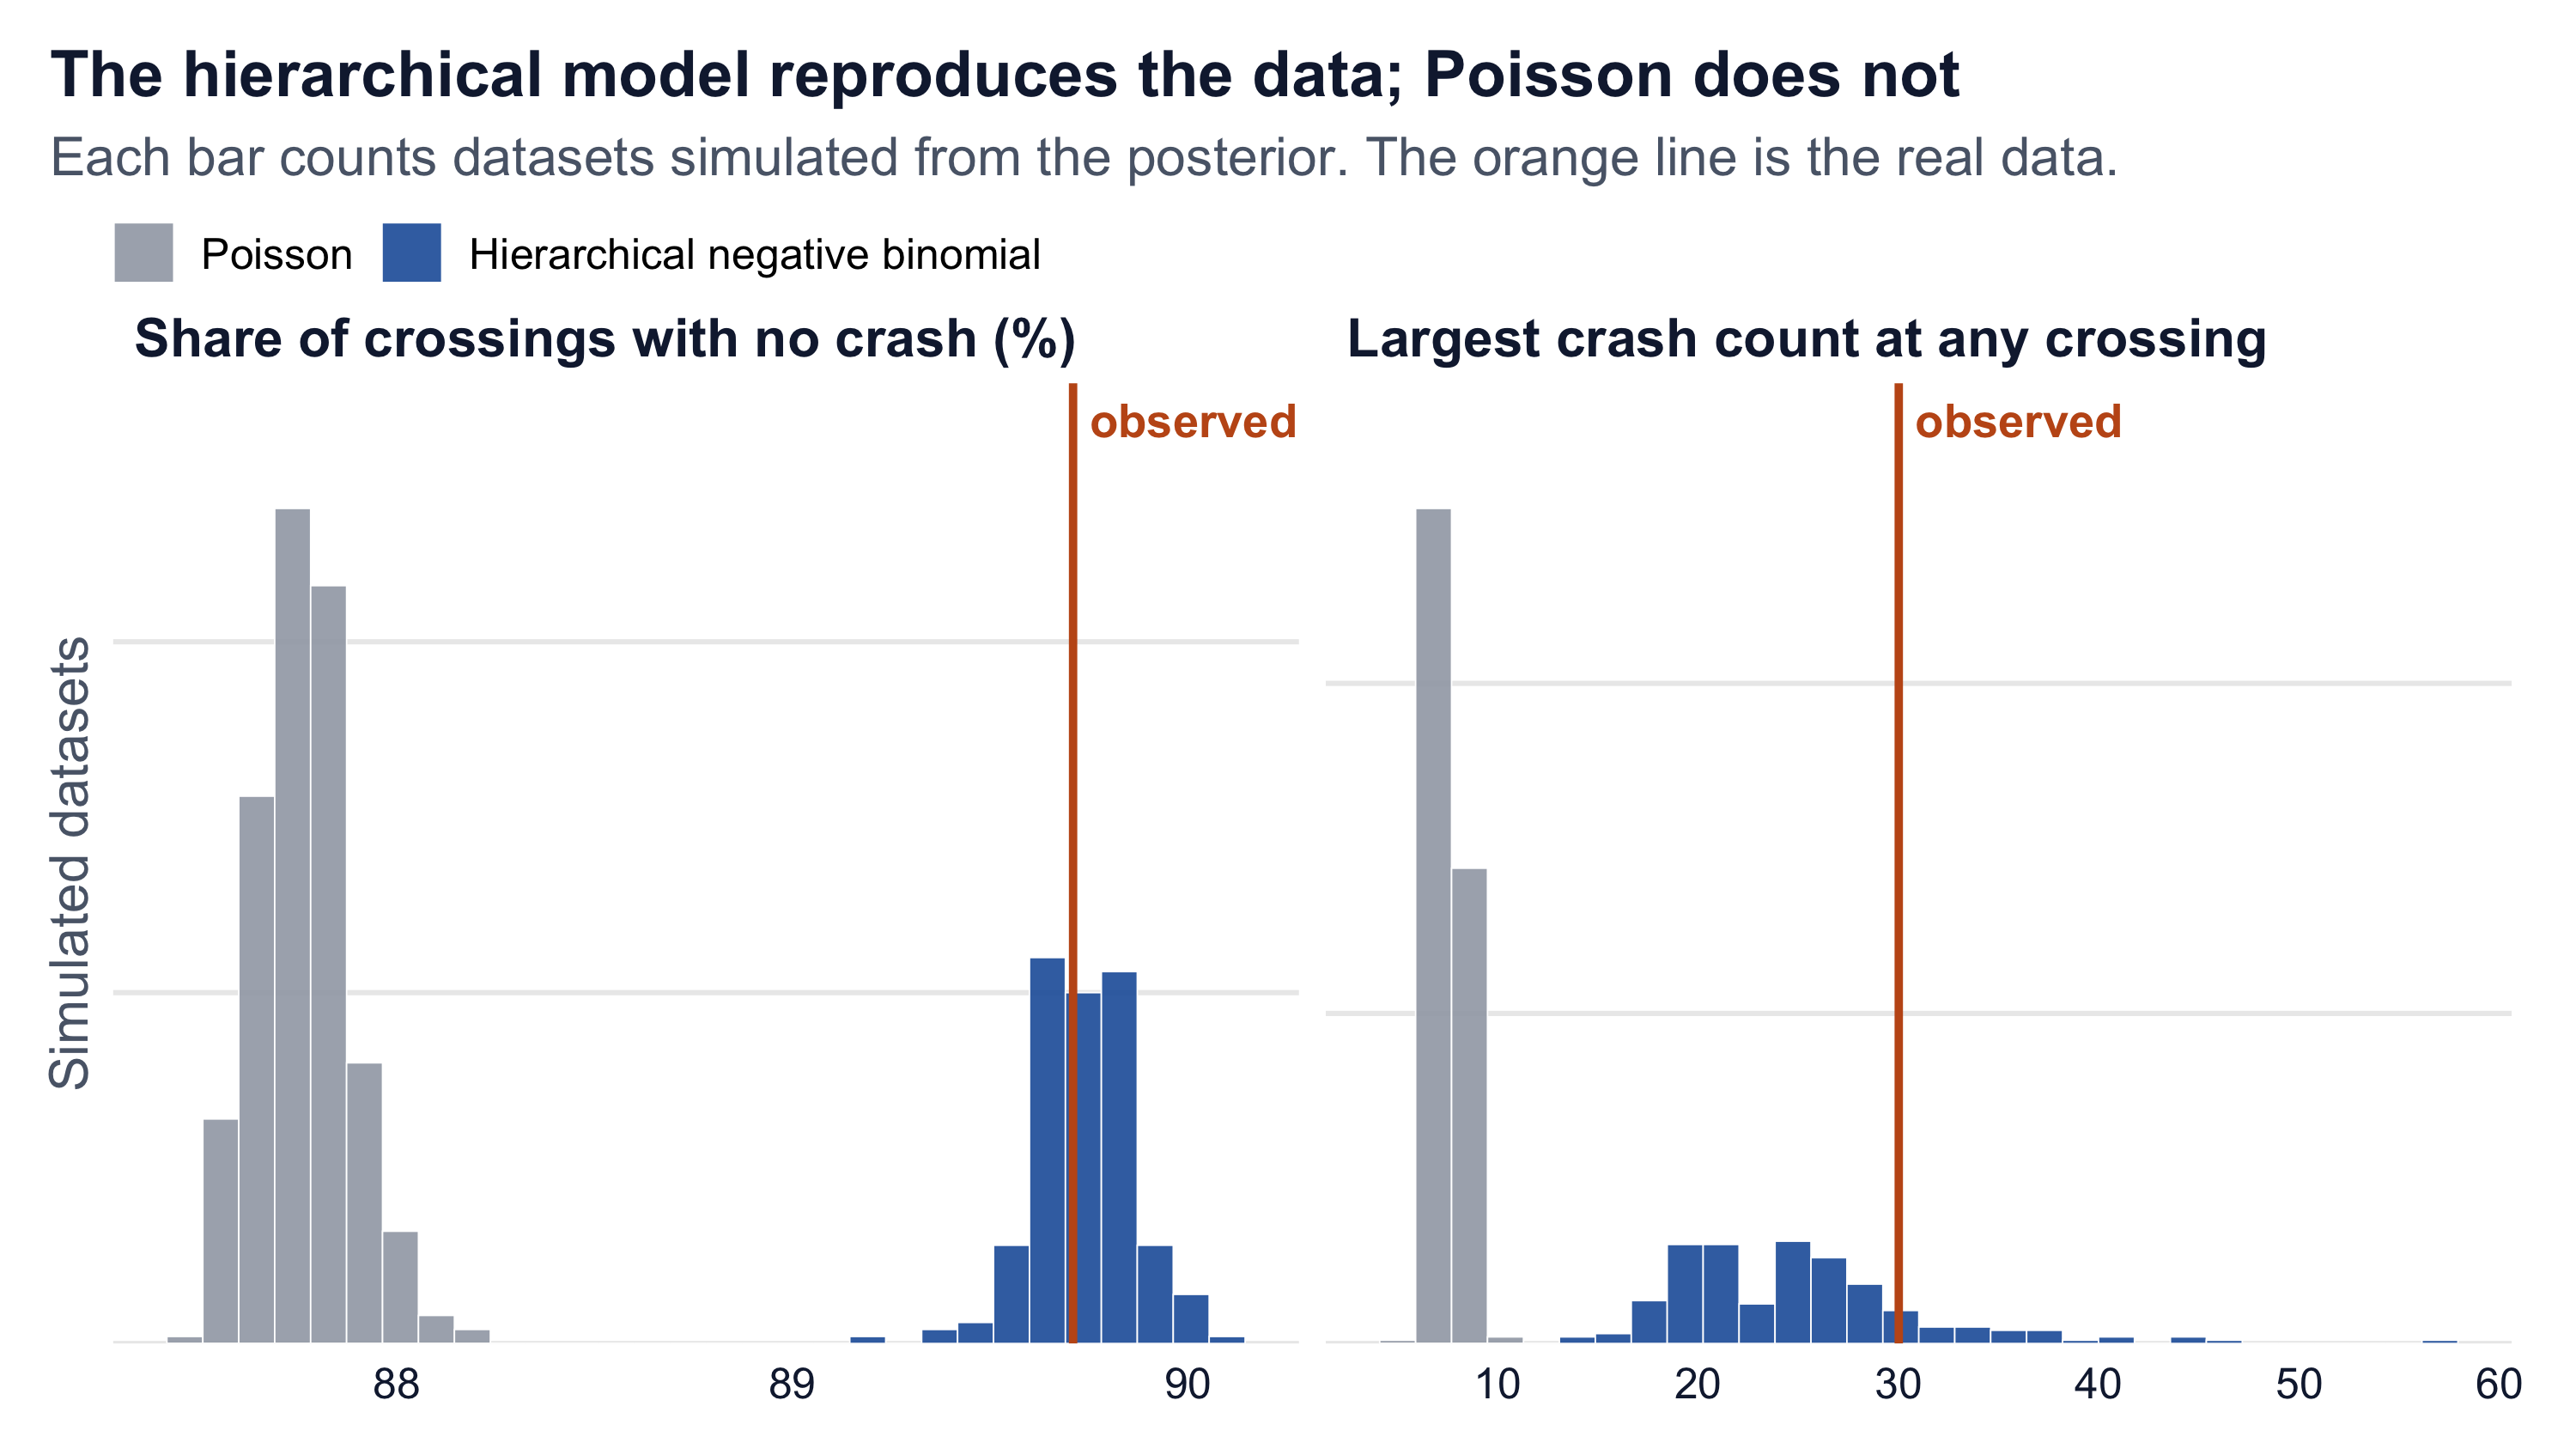 The hierarchical model reproduces the data; Poisson does not
Each bar counts datasets simulated from the posterior. The orange line is the real data.
Poisson
Hierarchical negative binomial
Share of crossings with no crash (%)
Largest crash count at any crossing
observed
observed
Simulated datasets
88
89
90
10
20
30
40
50
60